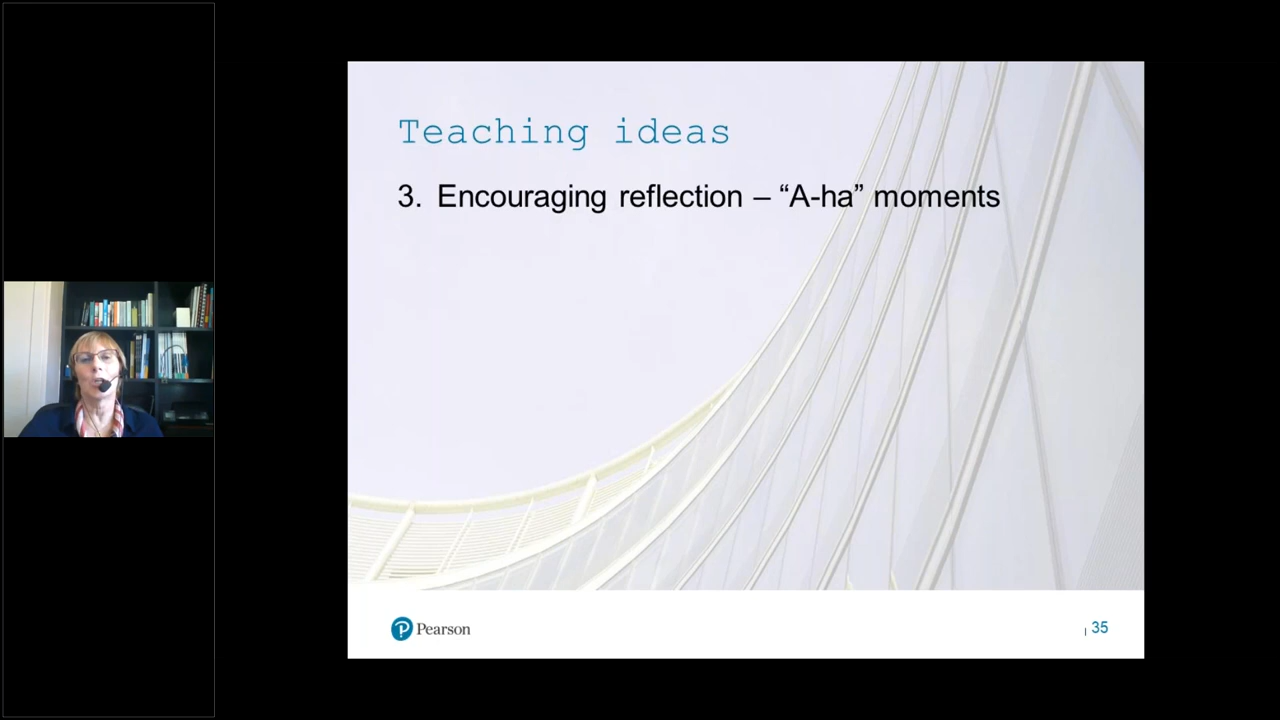 Teaching ideas
3. Encouraging reflection – “A-ha” moments
Pearson
35